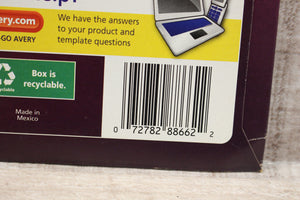 ery.com
We have the answers
to your product and
template questions
GO AVERY
Box is
recyclable.
Made in
Mexico
0 72782 88662 2